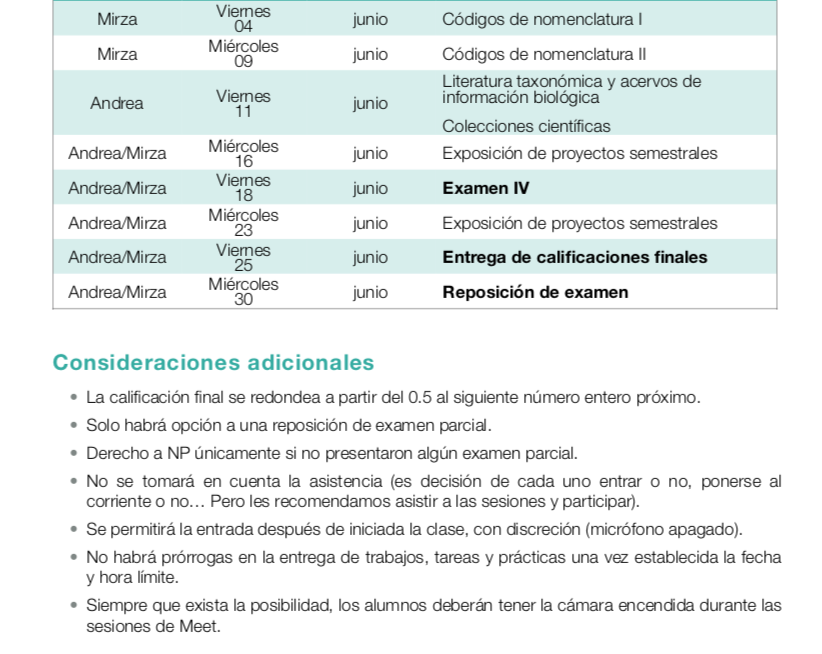 Mirza Viernes 04 junio Códigos de nomenclatura I
Mirza Miércoles 09 junio Códigos de nomenclatura II
Andrea Viernes 11 junio Literatura taxonómica y acervos de
información biológica
Colecciones científicas
Andrea/Mirza Miércoles 16 junio Exposición de proyectos semestrales
Andrea/Mirza Viernes 18 junio Examen IV
Andrea/Mirza Miércoles 23 junio Exposición de proyectos semestrales
Andrea/Mirza Viernes 25 junio Entrega de calificaciones finales
Andrea/Mirza Miércoles 30 junio Reposición de examen
Consideraciones adicionales
• La calificación final se redondea a partir del 0.5 al siguiente número entero próximo.
• Solo habrá opción a una reposición de examen parcial.
• Derecho a NP únicamente si no presentaron algún examen parcial.
• No se tomará en cuenta la asistencia (es decisión de cada uno entrar o no, ponerse al
corriente o no… Pero les recomendamos asistir a las sesiones y participar).
• Se permitirá la entrada después de iniciada la clase, con discreción (micrófono apagado).
• No habrá prórrogas en la entrega de trabajos, tareas y prácticas una vez establecida la fecha
y hora límite.
• Siempre que exista la posibilidad, los alumnos deberán tener la cámara encendida durante las
sesiones de Meet.